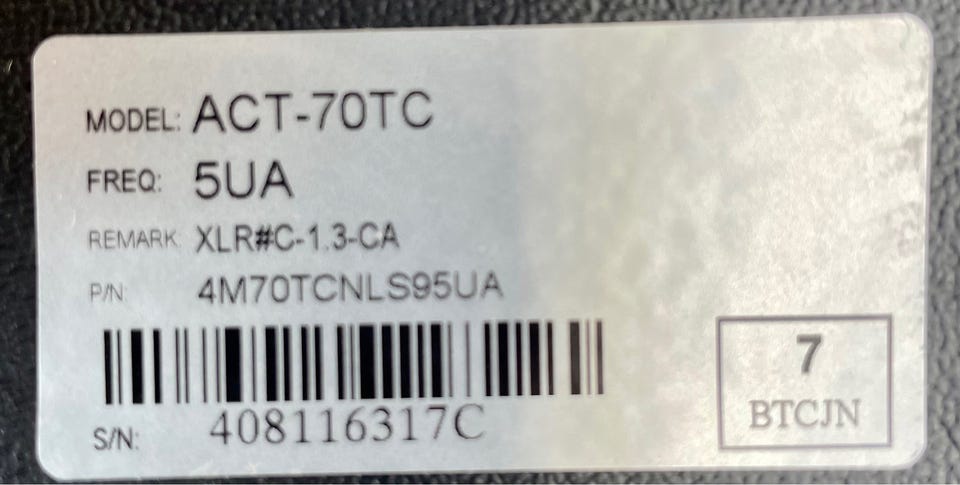 MODEL: ACT-70TC
FREQ: 5UA
REMARK: XLR#C-1.3-CA
P/N: 4M70TCNLS95UA
S/N: 408116317C
7
BTCJN